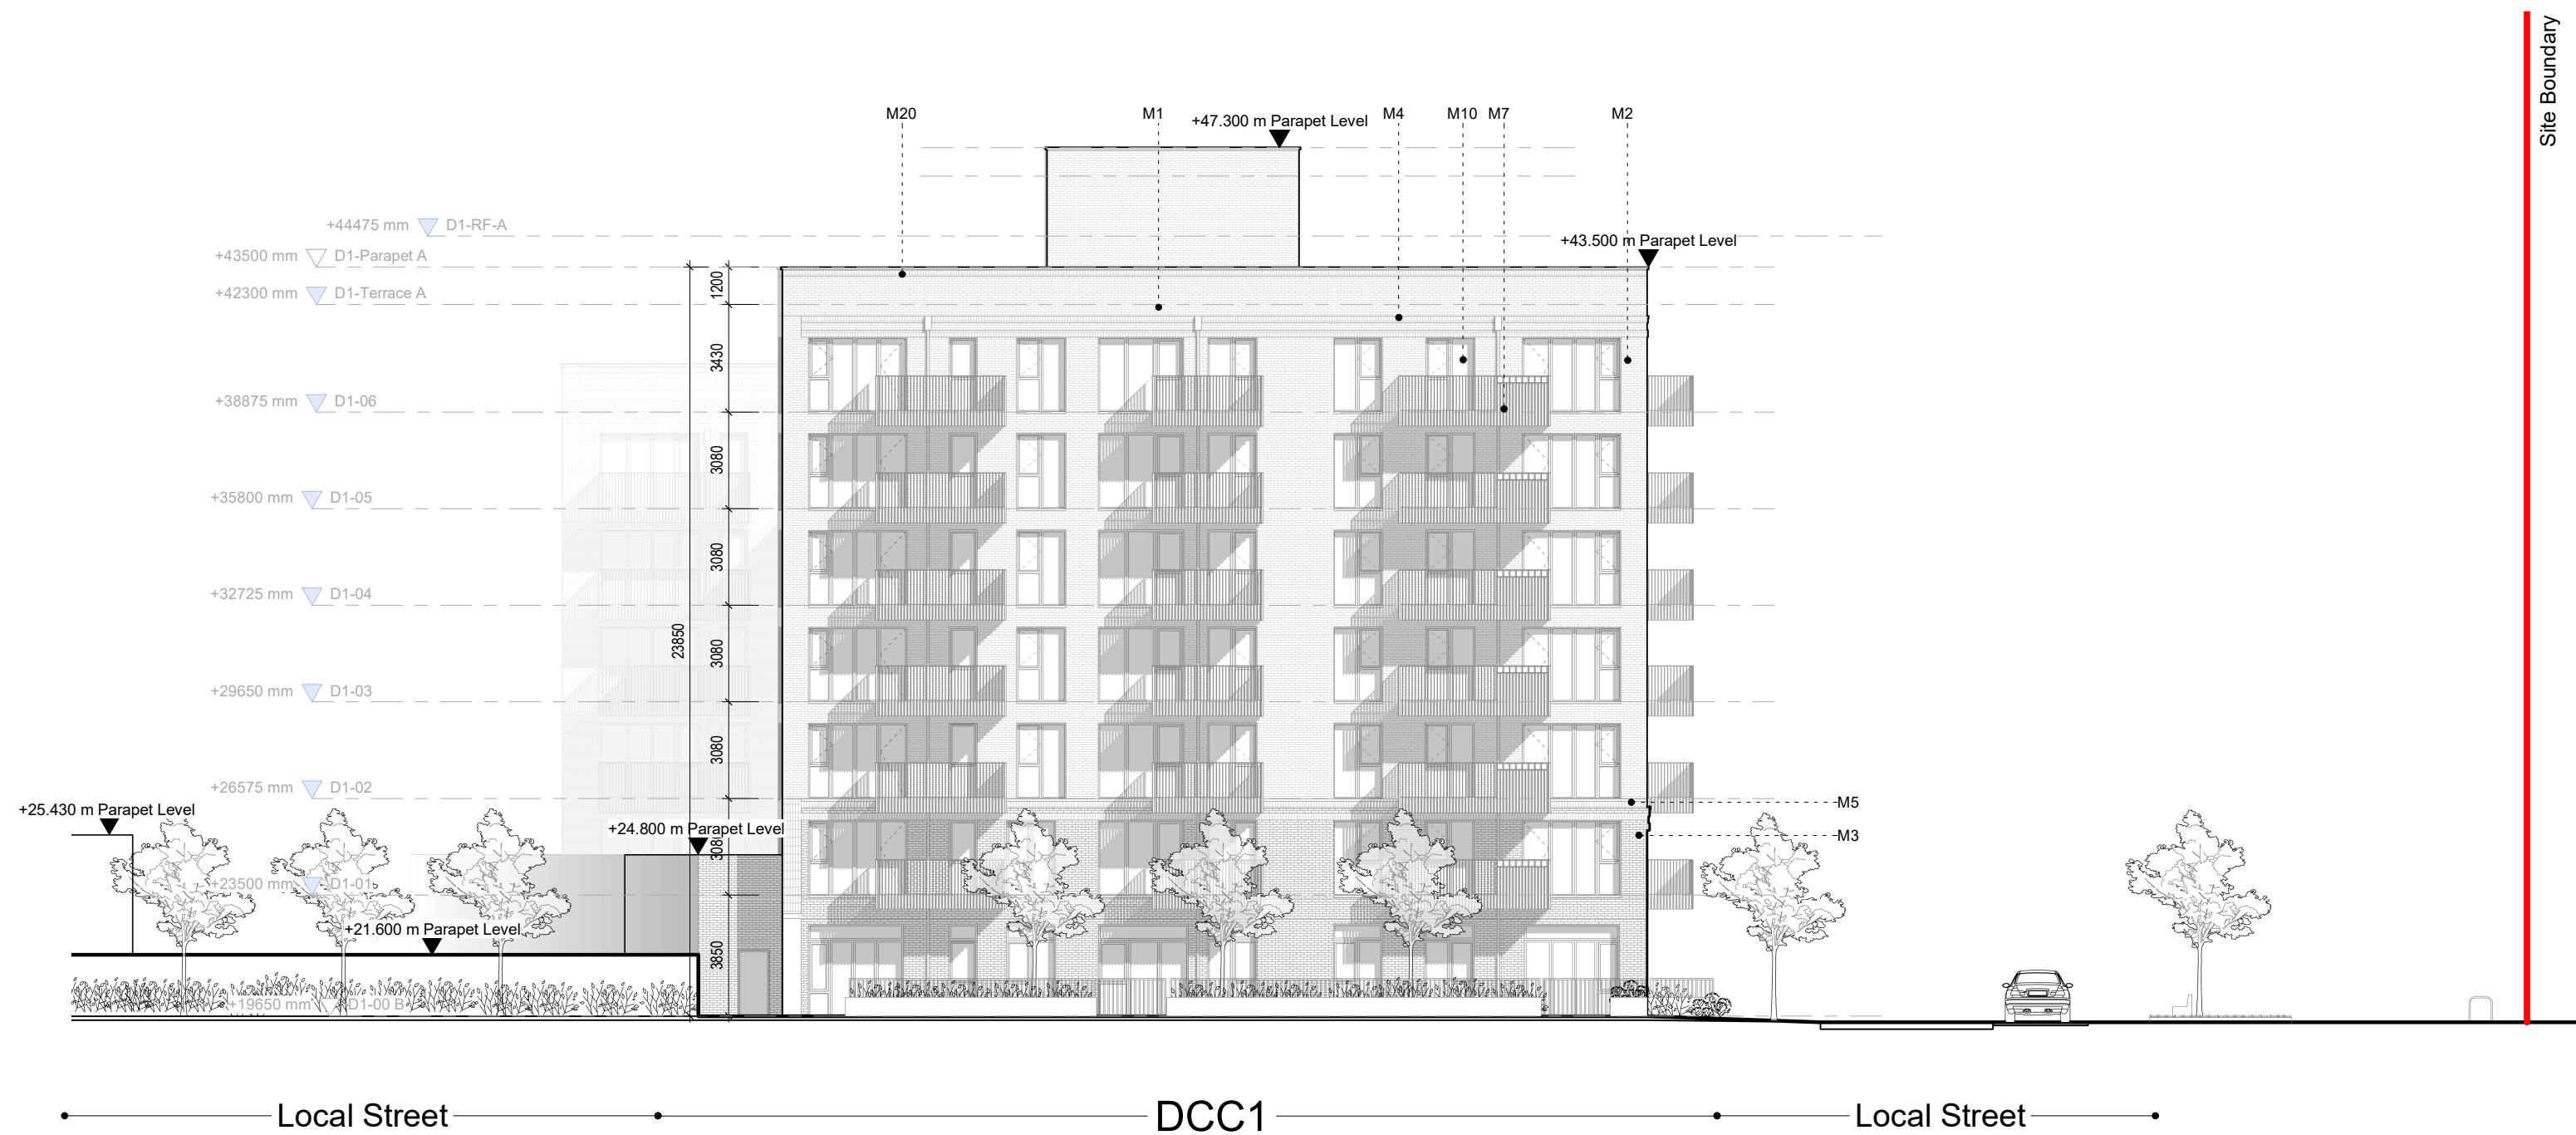 Site Boundary
M20
M1
+47.300 m Parapet Level
M4
M10
M7
M2
+44475 mm D1-RF-A
+43.500 m Parapet Level
+43500 mm D1-Parapet A
+42300 mm D1-Terrace A
1200
3430
+38875 mm D1-06
3080
+35800 mm D1-05
3080
+32725 mm D1-04
23850
3080
+29650 mm D1-03
3080
+26575 mm D1-02
M5
+25.430 m Parapet Level
+24.800 m Parapet Level
M3
+23500 mm D1-01
+21.600 m Parapet Level
3850
+19650 mm D1-00 B
Local Street
DCC1
Local Street